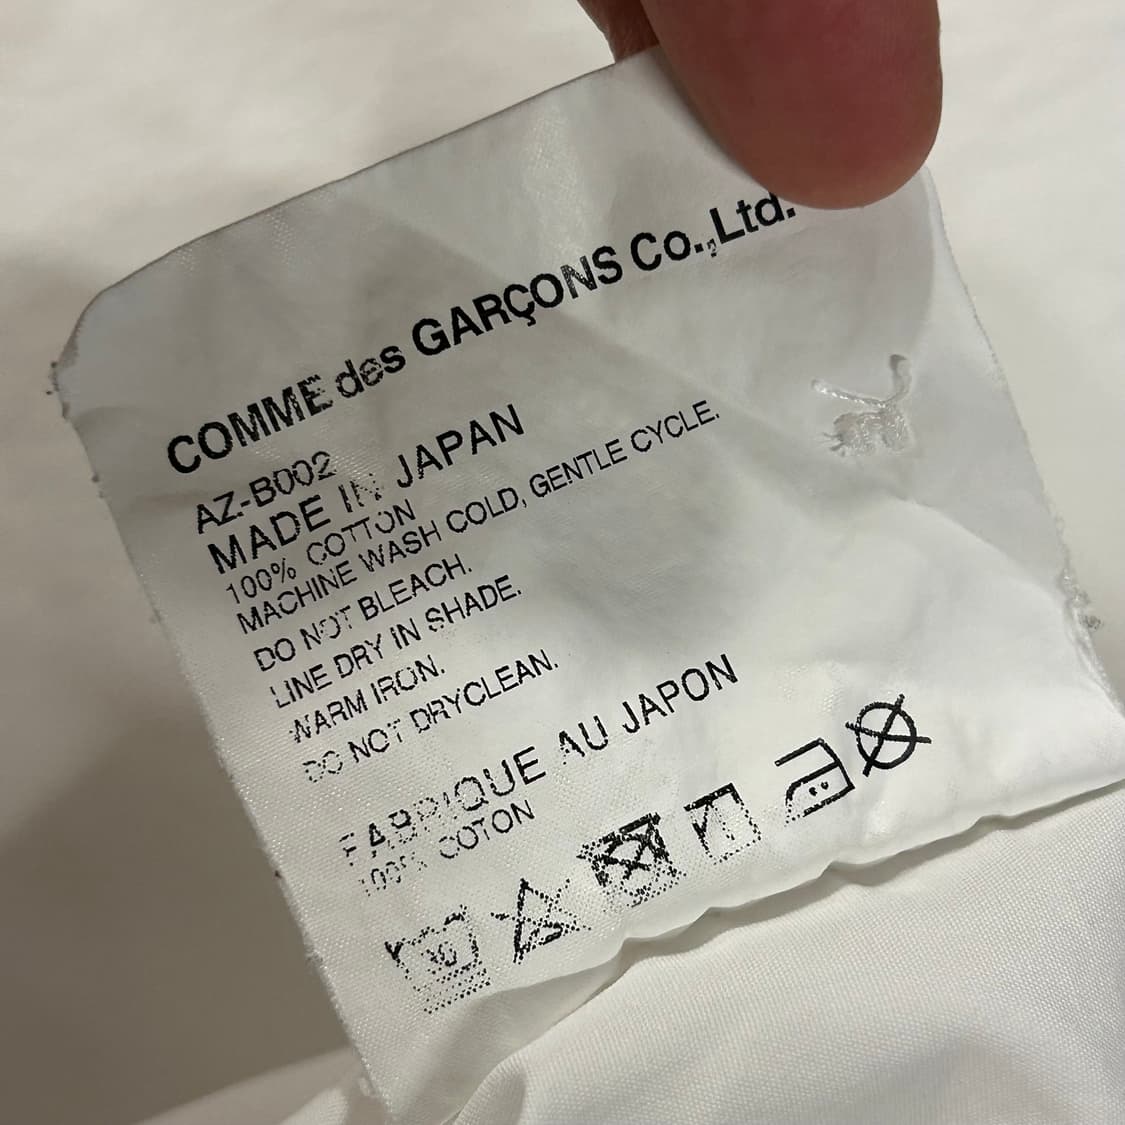 COMME des GARÇONS Co.,Ltd.
AZ-B002
MADE IN JAPAN
100% COTTON
MACHINE WASH COLD, GENTLE CYCLE.
DO NOT BLEACH.
LINE DRY IN SHADE.
WARM IRON.
DO NOT DRYCLEAN.
FABRIQUE AU JAPON
100% COTON